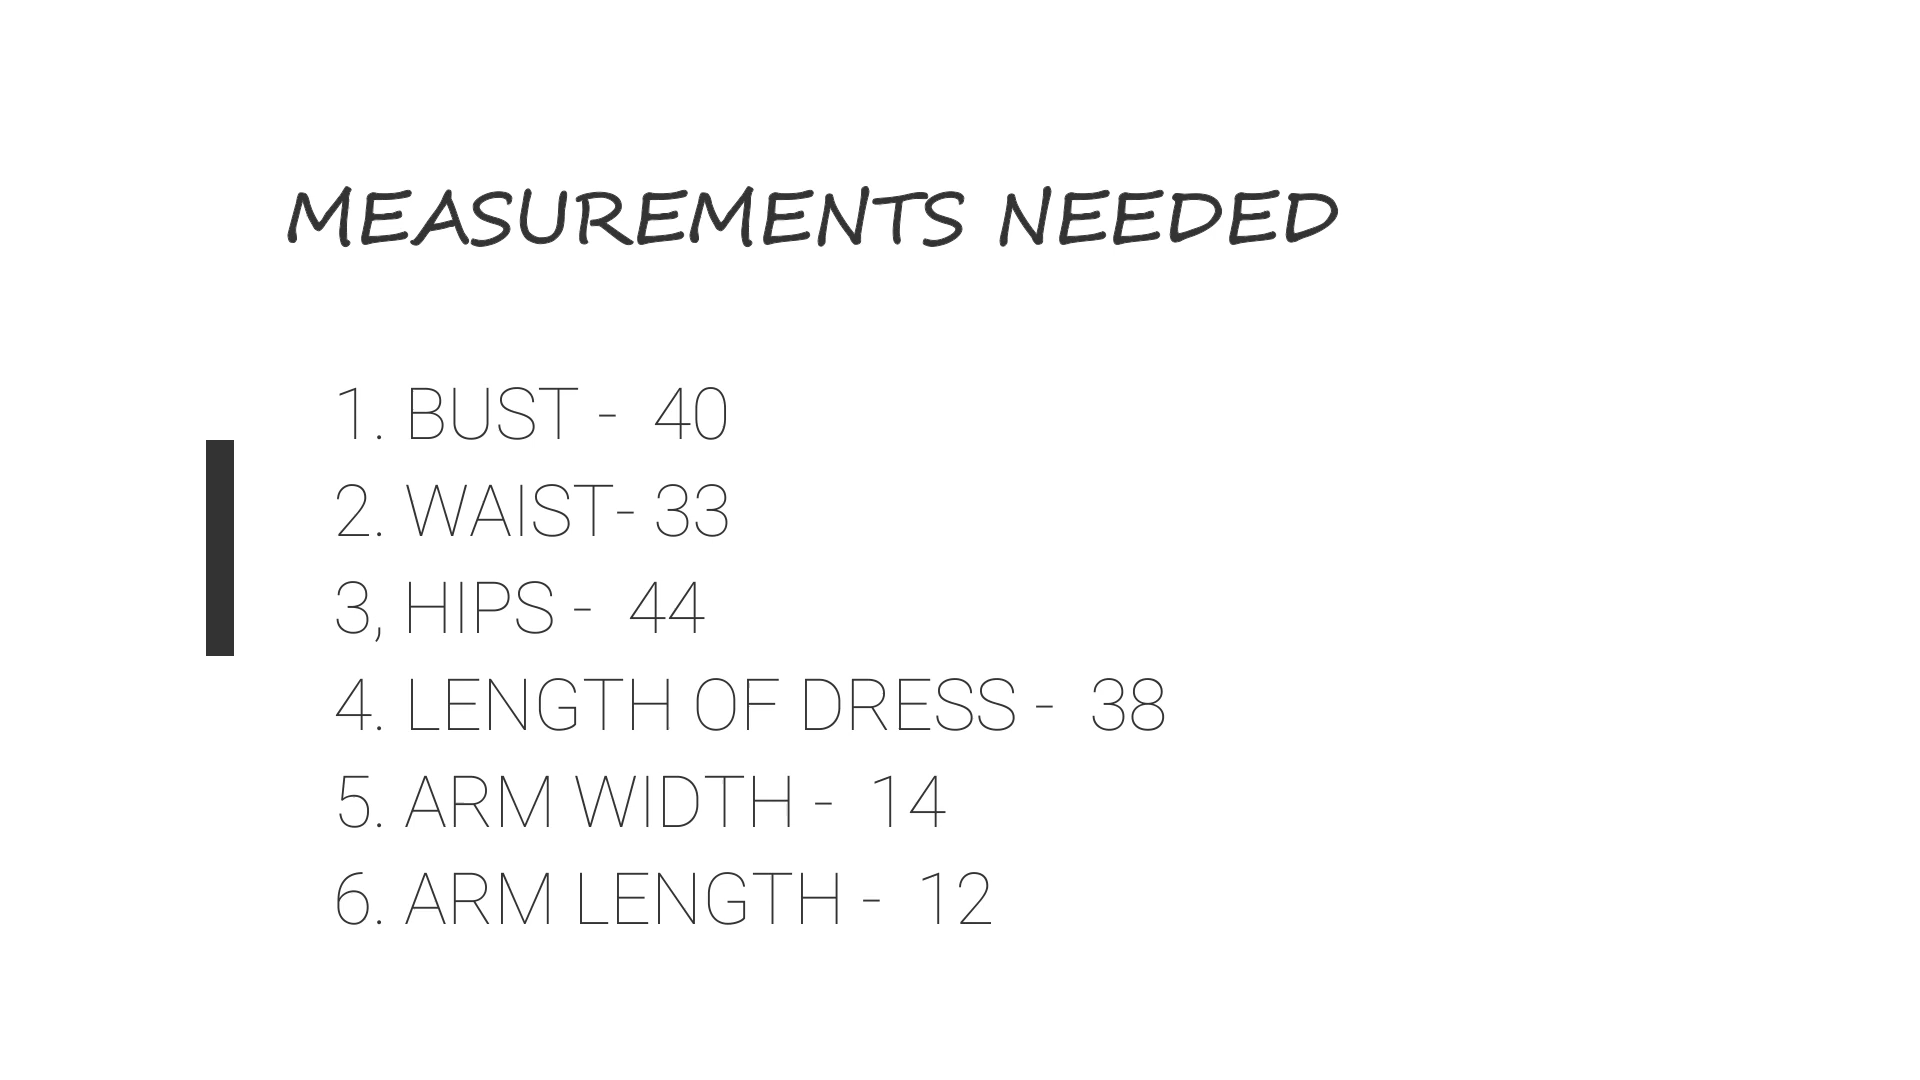 MEASUREMENTS NEEDED
1. BUST -  40
2. WAIST- 33
3, HIPS -  44
4. LENGTH OF DRESS -  38
5. ARM WIDTH -  14
6. ARM LENGTH -  12